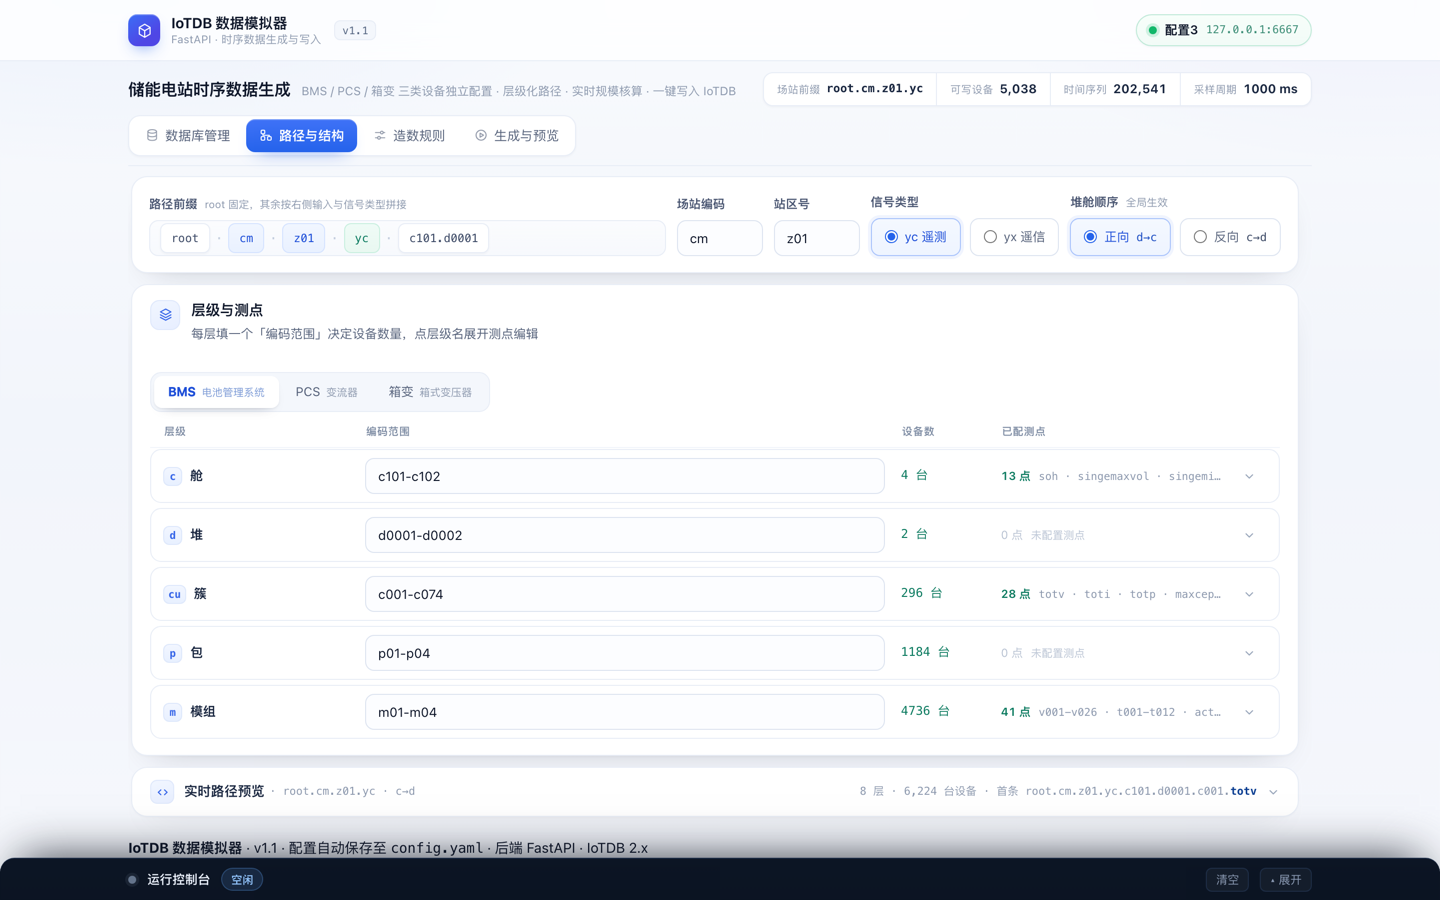 IoTDB 数据模拟器
FastAPI · 时序数据生成与写入
v1.1
配置3 127.0.0.1:6667
储能电站时序数据生成 BMS / PCS / 箱变 三类设备独立配置 · 层级化路径 · 实时规模核算 · 一键写入 IoTDB
场站前缀 root.cm.z01.yc 可写设备 5,038 时间序列 202,541 采样周期 1000 ms
数据库管理 路径与结构 造数规则 生成与预览
路径前缀 root 固定，其余按右侧输入与信号类型拼接
root · cm · z01 · yc · c101.d0001
场站编码
cm
站区号
z01
信号类型
yc 遥测 yx 遥信
堆舱顺序 全局生效
正向 d→c 反向 c→d
层级与测点
每层填一个「编码范围」决定设备数量，点层级名展开测点编辑
BMS 电池管理系统 PCS 变流器 箱变 箱式变压器
层级 编码范围 设备数 已配测点
c 舱 c101-c102 4 台 13 点 soh · singemaxvol · singemi…
d 堆 d0001-d0002 2 台 0 点 未配置测点
cu 簇 c001-c074 296 台 28 点 totv · toti · totp · maxcep…
p 包 p01-p04 1184 台 0 点 未配置测点
m 模组 m01-m04 4736 台 41 点 v001–v026 · t001–t012 · act…
实时路径预览 · root.cm.z01.yc · c→d 8 层 · 6,224 台设备 · 首条 root.cm.z01.yc.c101.d0001.c001.totv
IoTDB 数据模拟器 · v1.1 · 配置自动保存至 config.yaml · 后端 FastAPI · IoTDB 2.x
运行控制台 空闲 清空 ▴ 展开